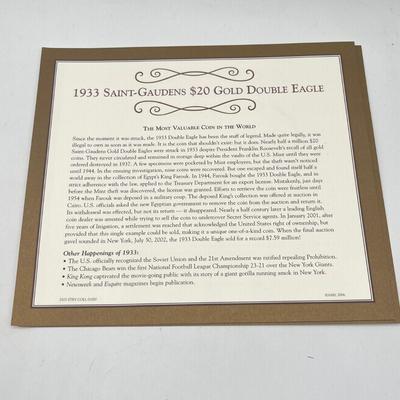 1933 SAINT-GAUDENS $20 GOLD DOUBLE EAGLE
THE MOST VALUABLE COIN IN THE WORLD
Since the moment it was struck, the 1933 Double Eagle has been the stuff of legend. Made quite legally, it was
illegal to own as soon as it was made. It is the coin that shouldn't exist: but it does. Nearly half a million $20
Saint-Gaudens Gold Double Eagles were struck in 1933 despite President Franklin Roosevelt's recall of all gold
coins. They never circulated and remained in storage deep within the vaults of the U.S. Mint until they were
ordered destroyed in 1937. A few specimens were pocketed by Mint employees, but the theft wasn't noticed
until 1944. In the ensuing investigation, nine coins were recovered. But one escaped and found itself half a
world away in the collection of Egypt's King Farouk. In 1944, Farouk bought the 1933 Double Eagle, and in
strict adherence with the law, applied to the Treasury Department for an export license. Mistakenly, just days
before the Mint theft was discovered, the license was granted. Efforts to retrieve the coin were fruitless until
1954 when Farouk was deposed in a military coup. The deposed King's collection was offered at auction in
Cairo. U.S. officials asked the new Egyptian government to remove the coin from the auction and return it.
Its withdrawal was effected, but not its return — it disappeared. Nearly a half century later a leading English
coin dealer was arrested while trying to sell the coin to undercover Secret Service agents. In January 2001, after
five years of litigation, a settlement was reached that acknowledged the United States right of ownership, but
provided that this single example could be sold, making it a unique one-of-a-kind coin. When the final auction
gavel sounded in New York, July 30, 2002, the 1933 Double Eagle sold for a record $7.59 million!
Other Happenings of 1933:
• The U.S. officially recognized the Soviet Union and the 21st Amendment was ratified repealing Prohibition.
• The Chicago Bears won the first National Football League Championship 23-21 over the New York Giants.
• King Kong captivated the movie-going public with its story of a giant gorilla running amok in New York.
• Newsweek and Esquire magazines begin publication.